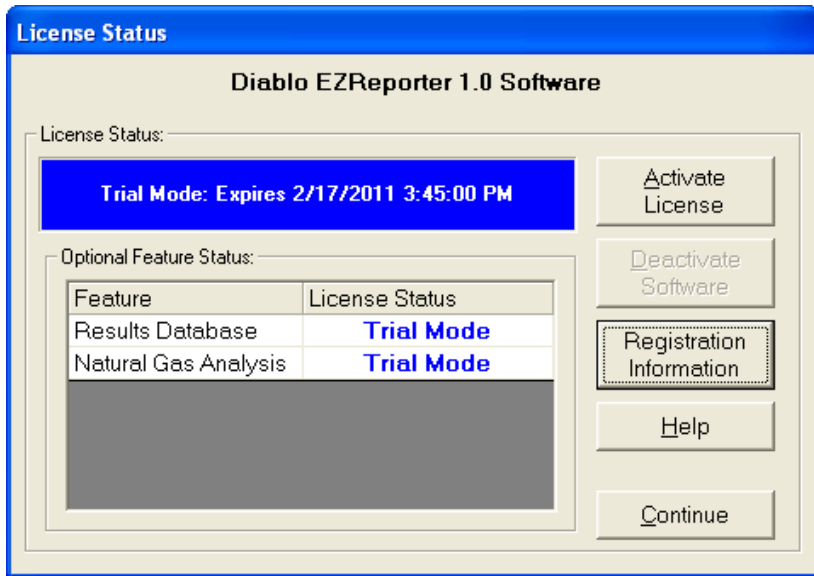 License Status
Diablo EZReporter 1.0 Software
License Status:
Trial Mode: Expires 2/17/2011 3:45:00 PM
Activate
License
Optional Feature Status:
Deactivate
Software
Feature License Status
Results Database Trial Mode
Natural Gas Analysis Trial Mode
Registration
Information
Help
Continue